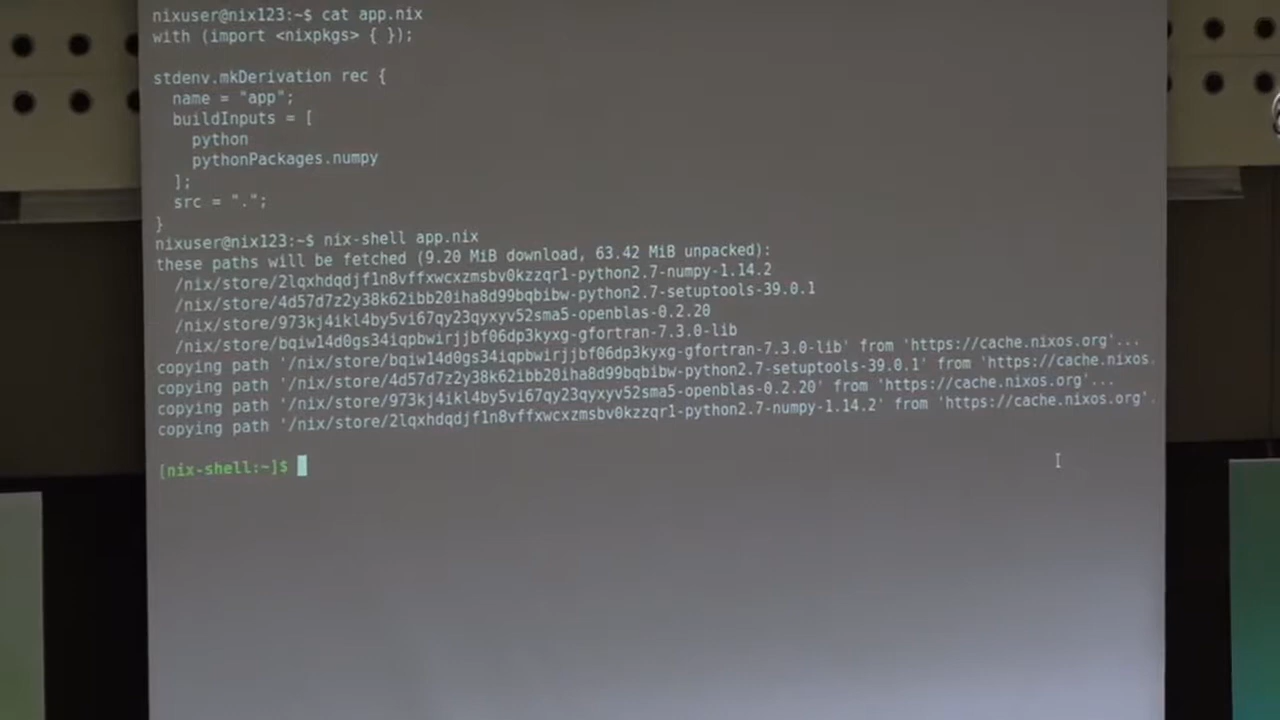 nixuser@nix123:~$ cat app.nix
with (import <nixpkgs> { });
stdenv.mkDerivation rec {
name = "app";
buildInputs = [
python
pythonPackages.numpy
];
src = ".";
}
nixuser@nix123:~$ nix-shell app.nix
these paths will be fetched (9.20 MiB download, 63.42 MiB unpacked):
/nix/store/2lqxhdqdjf1n8vffxwcxzmsbv0kzzqr1-python2.7-numpy-1.14.2
/nix/store/4d57d7z2y38k62ibb20iha8d99bqbibw-python2.7-setuptools-39.0.1
/nix/store/973kj4ikl4by5vi67qy23qyxyv52sma5-openblas-0.2.20
/nix/store/bqiw14d0gs34iqpbwirjjbf06dp3kyxg-gfortran-7.3.0-lib
copying path '/nix/store/bqiw14d0gs34iqpbwirjjbf06dp3kyxg-gfortran-7.3.0-lib' from 'https://cache.nixos.org'...
copying path '/nix/store/4d57d7z2y38k62ibb20iha8d99bqbibw-python2.7-setuptools-39.0.1' from 'https://cache.nixos.
copying path '/nix/store/973kj4ikl4by5vi67qy23qyxyv52sma5-openblas-0.2.20' from 'https://cache.nixos.org'...
copying path '/nix/store/2lqxhdqdjf1n8vffxwcxzmsbv0kzzqr1-python2.7-numpy-1.14.2' from 'https://cache.nixos.org'.
[nix-shell:~]$